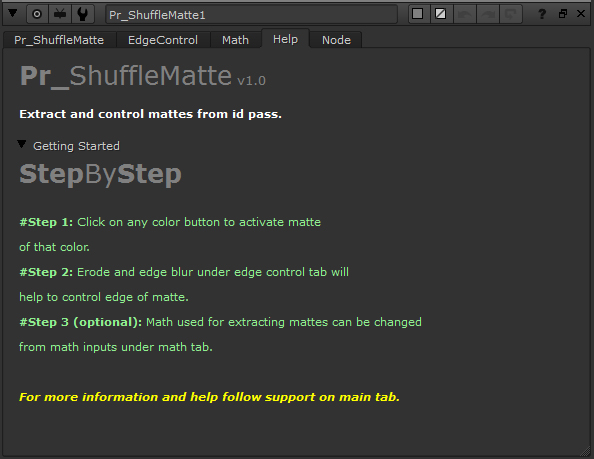 Pr_ShuffleMatte1
?
Pr_ShuffleMatte EdgeControl Math Help Node
Pr_ShuffleMatte v1.0
Extract and control mattes from id pass.
Getting Started
StepByStep
#Step 1: Click on any color button to activate matte
of that color.
#Step 2: Erode and edge blur under edge control tab will
help to control edge of matte.
#Step 3 (optional): Math used for extracting mattes can be changed
from math inputs under math tab.
For more information and help follow support on main tab.